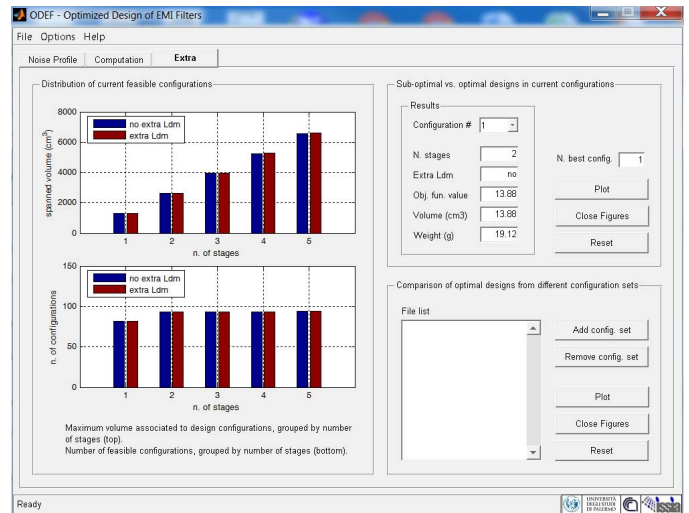 ODEF - Optimized Design of EMI Filters
File Options Help
Noise Profile Computation Extra
Distribution of current feasible configurations
8000
6000
4000
2000
0
spanned volume (cm³)
no extra Ldm
extra Ldm
1 2 3 4 5
n. of stages
150
100
50
0
n. of configurations
no extra Ldm
extra Ldm
1 2 3 4 5
n. of stages
Maximum volume associated to design configurations, grouped by number
of stages (top).
Number of feasible configurations, grouped by number of stages (bottom).
Sub-optimal vs. optimal designs in current configurations
Results
Configuration # 1
N. stages 2
Extra Ldm no
Obj. fun. value 13.88
Volume (cm3) 13.88
Weight (g) 19.12
N. best config. 1
Plot
Close Figures
Reset
Comparison of optimal designs from different configuration sets
File list
Add config. set
Remove config. set
Plot
Close Figures
Reset
Ready
UNIVERSITÀ
DEGLI STUDI
DI PALERMO
issia